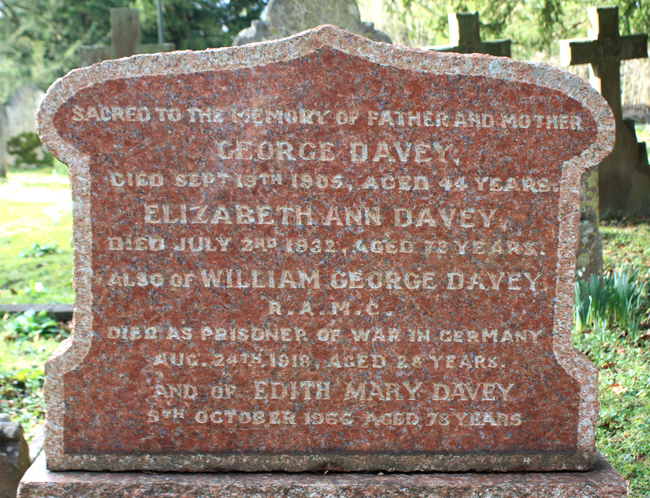 SACRED TO THE MEMORY OF FATHER AND MOTHER
GEORGE DAVEY,
DIED SEPT 19TH 1905, AGED 44 YEARS.
ELIZABETH ANN DAVEY,
DIED JULY 2ND 1932, AGED 73 YEARS.
ALSO OF WILLIAM GEORGE DAVEY,
R.A.M.C.
DIED AS PRISONER OF WAR IN GERMANY
AUG. 24TH, 1918, AGED 28 YEARS.
AND OF EDITH MARY DAVEY
5TH OCTOBER 1966 AGED 78 YEARS